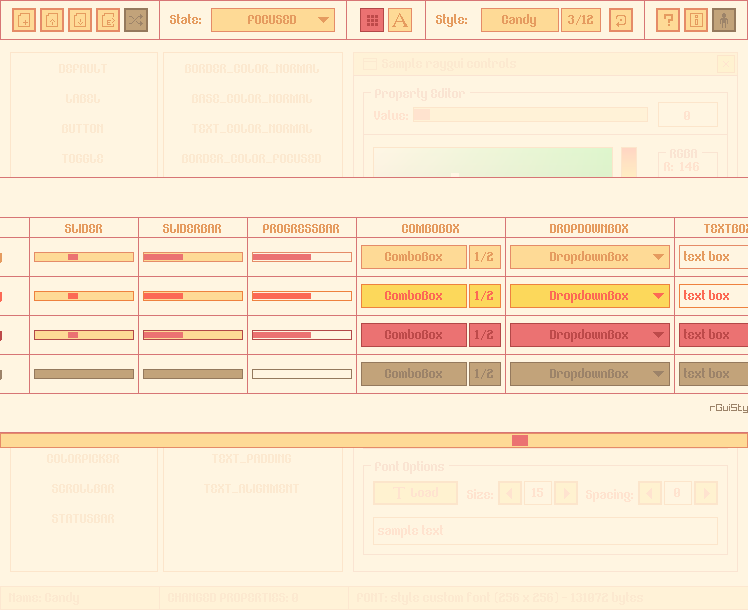 State: FOCUSED Style: Candy 3/12
DEFAULT BORDER_COLOR_NORMAL Sample raygui controls
LABEL BASE_COLOR_NORMAL Property Editor
BUTTON TEXT_COLOR_NORMAL Value: 0
TOGGLE BORDER_COLOR_FOCUSED RGBA
R: 146
SLIDER SLIDERBAR PROGRESSBAR COMBOBOX DROPDOWNBOX TEXTBO
ComboBox 1/2 DropdownBox text box
ComboBox 1/2 DropdownBox text box
ComboBox 1/2 DropdownBox text box
ComboBox 1/2 DropdownBox text box
rGuiSty
COLORPICKER TEXT_PADDING Font Options
SCROLLBAR TEXT_ALIGNMENT Load Size: 15 Spacing: 0
STATUSBAR sample text
Name: Candy CHANGED PROPERTIES: FONT: style custom font (256 x 256) - 131072 bytes